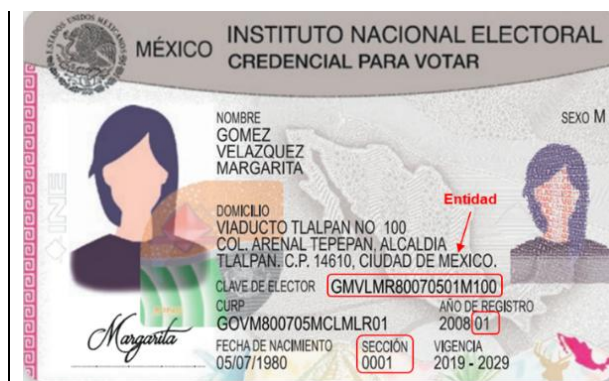 MÉXICO
INSTITUTO NACIONAL ELECTORAL
CREDENCIAL PARA VOTAR
NOMBRE
GOMEZ
VELAZQUEZ
MARGARITA
SEXO M
Entidad
DOMICILIO
VIADUCTO TLALPAN NO 100
COL. ARENAL TEPEPAN, ALCALDIA
TLALPAN. C.P. 14610, CIUDAD DE MEXICO.
CLAVE DE ELECTOR GMVLMR80070501M100
CURP
GOVM800705MCLMLR01
AÑO DE REGISTRO
2008 01
FECHA DE NACIMIENTO
05/07/1980
SECCIÓN
0001
VIGENCIA
2019 - 2029
Margarita
INE